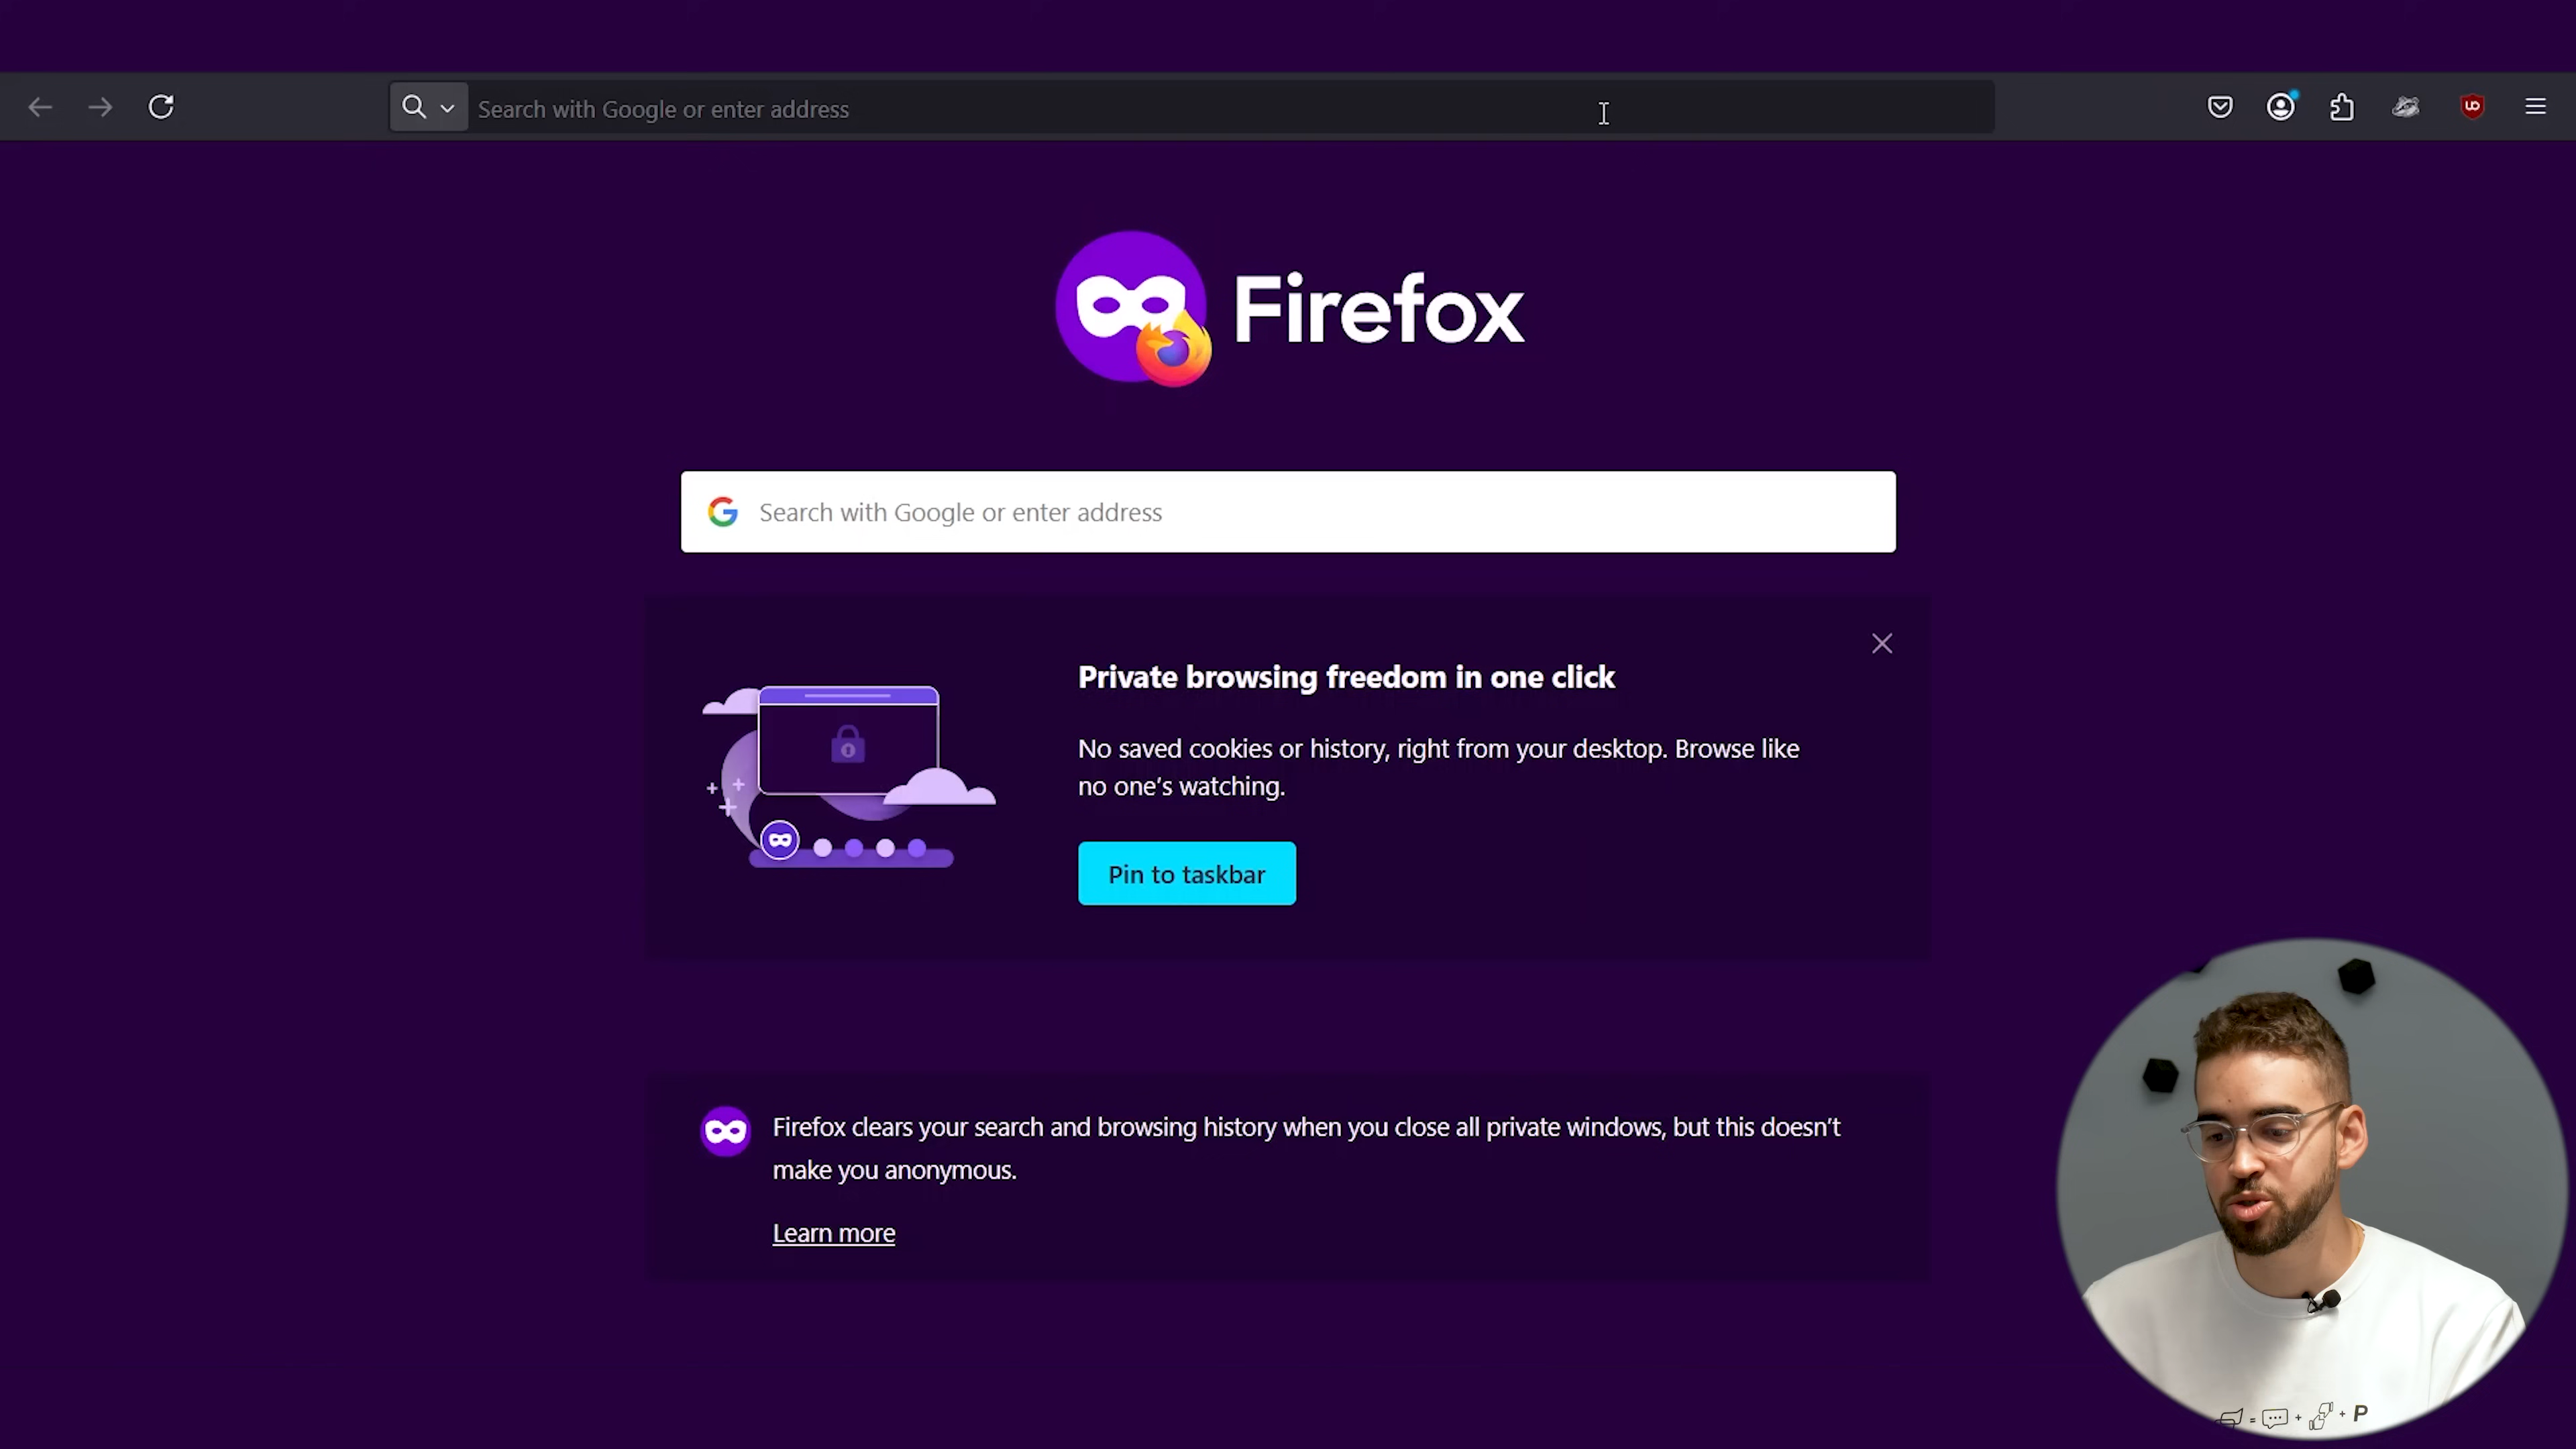 Search with Google or enter address
Firefox
Search with Google or enter address
Private browsing freedom in one click
No saved cookies or history, right from your desktop. Browse like
no one’s watching.
Pin to taskbar
Firefox clears your search and browsing history when you close all private windows, but this doesn’t
make you anonymous.
Learn more
= + + P